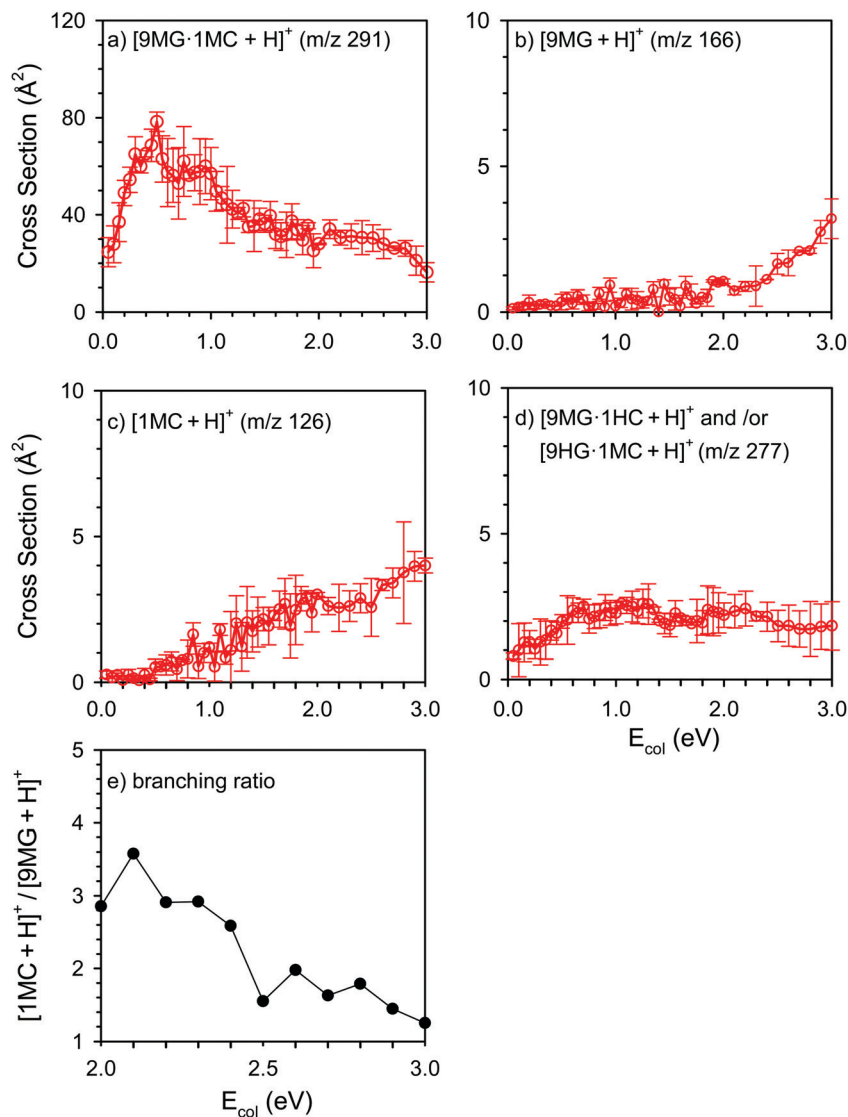 a) [9MG·1MC + H]⁺ (m/z 291)
120
80
40
0
0.0 1.0 2.0 3.0
Cross Section (Å²)
b) [9MG + H]⁺ (m/z 166)
10
5
0
0.0 1.0 2.0 3.0
c) [1MC + H]⁺ (m/z 126)
10
5
0
0.0 1.0 2.0 3.0
Cross Section (Å²)
d) [9MG·1HC + H]⁺ and /or
[9HG·1MC + H]⁺ (m/z 277)
10
5
0
0.0 1.0 2.0 3.0
E_col (eV)
e) branching ratio
5
4
3
2
1
2.0 2.5 3.0
[1MC + H]⁺ / [9MG + H]⁺
E_col (eV)